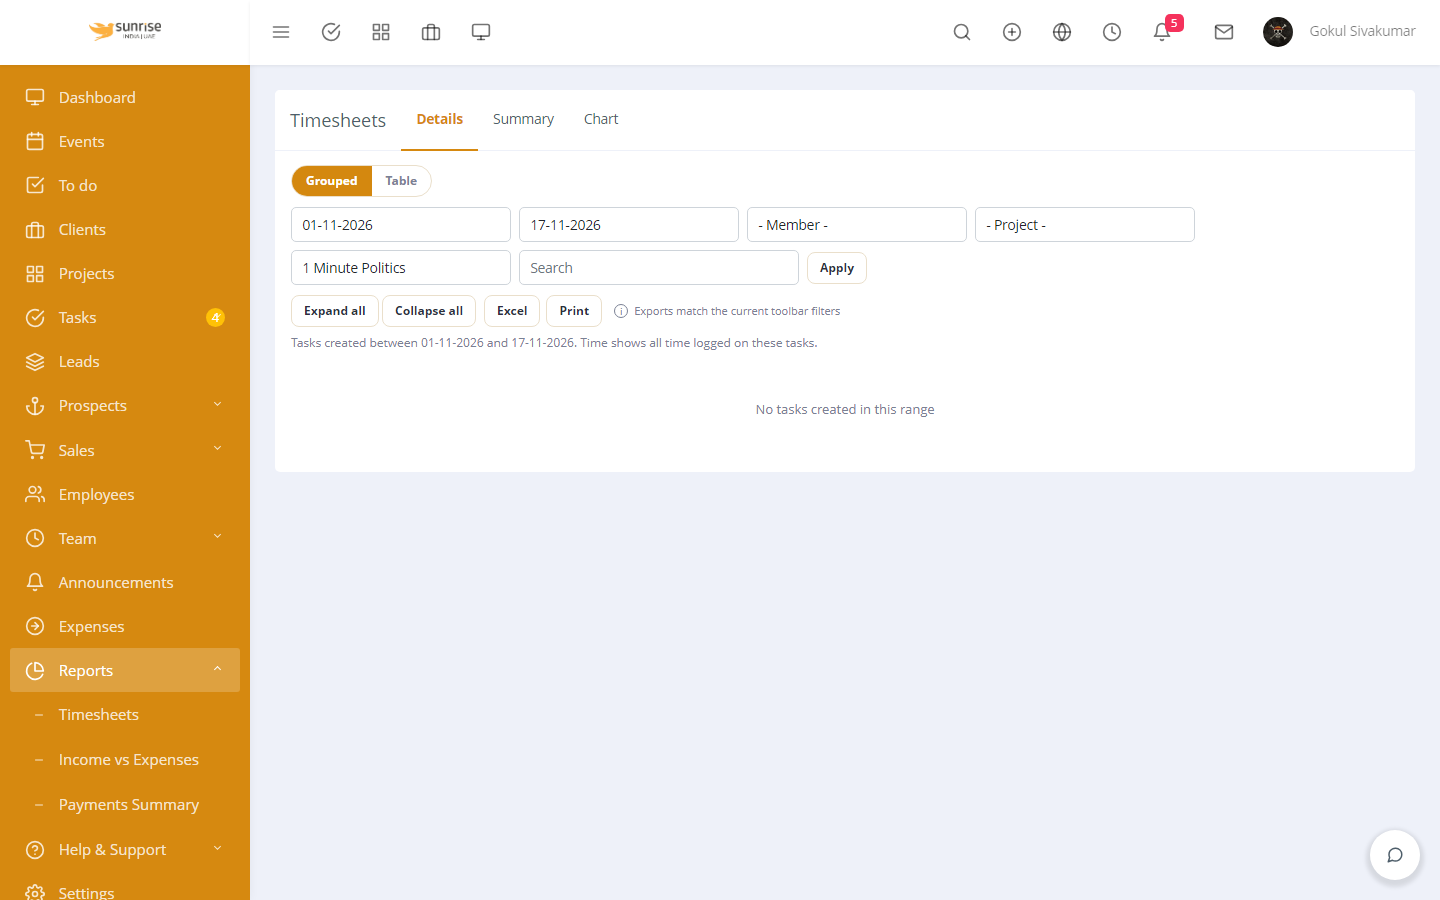 sunrise
INDIA | UAE
5
Gokul Sivakumar
Dashboard
Events
To do
Clients
Projects
Tasks
4
Leads
Prospects
Sales
Employees
Team
Announcements
Expenses
Reports
Timesheets
Income vs Expenses
Payments Summary
Help & Support
Settings
Timesheets
Details
Summary
Chart
Grouped
Table
01-11-2026
17-11-2026
- Member -
- Project -
1 Minute Politics
Search
Apply
Expand all
Collapse all
Excel
Print
Exports match the current toolbar filters
Tasks created between 01-11-2026 and 17-11-2026. Time shows all time logged on these tasks.
No tasks created in this range